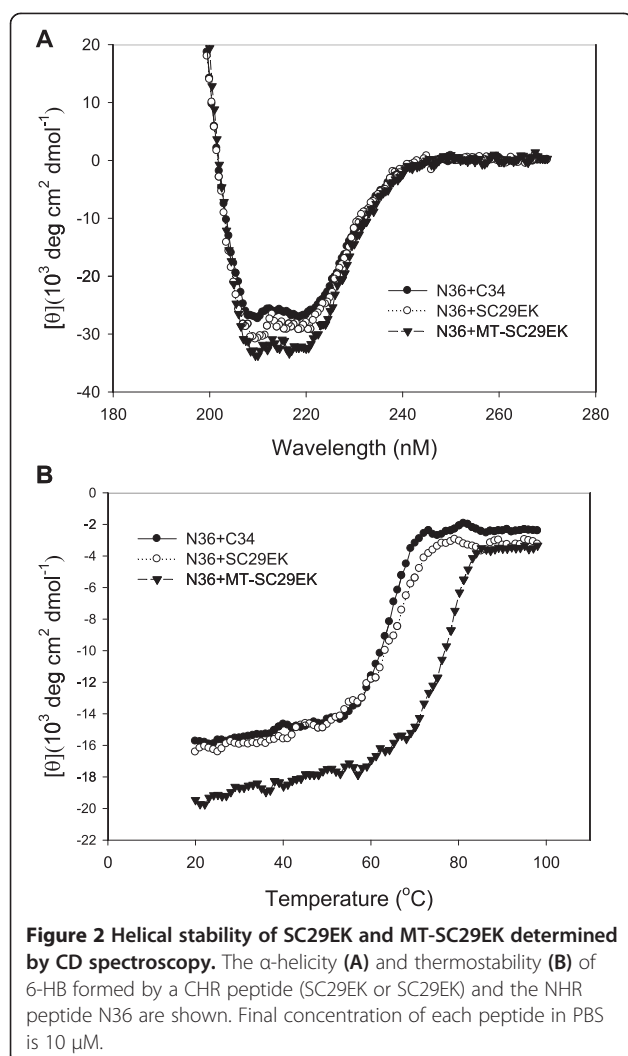 A
20
10
0
-10
-20
-30
-40
[θ](10³ deg cm² dmol⁻¹)
N36+C34
N36+SC29EK
N36+MT-SC29EK
180
200
220
240
260
280
Wavelength (nM)
B
0
-2
-4
-6
-8
-10
-12
-14
-16
-18
-20
-22
[θ](10³ deg cm² dmol⁻¹)
N36+C34
N36+SC29EK
N36+MT-SC29EK
0
20
40
60
80
100
Temperature (°C)
Figure 2 Helical stability of SC29EK and MT-SC29EK determined
by CD spectroscopy. The α-helicity (A) and thermostability (B) of
6-HB formed by a CHR peptide (SC29EK or SC29EK) and the NHR
peptide N36 are shown. Final concentration of each peptide in PBS
is 10 μM.